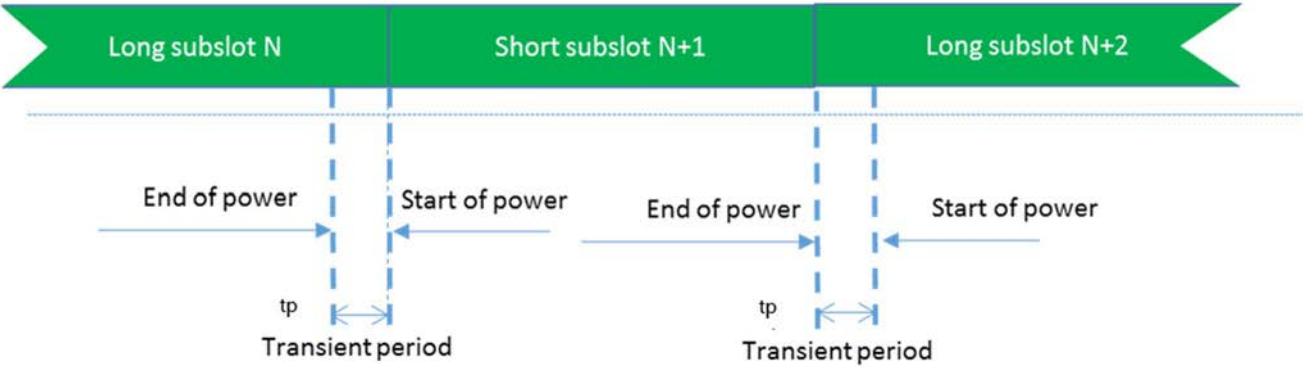 Long subslot N
Short subslot N+1
Long subslot N+2
End of power
Start of power
End of power
Start of power
tp
Transient period
tp
Transient period